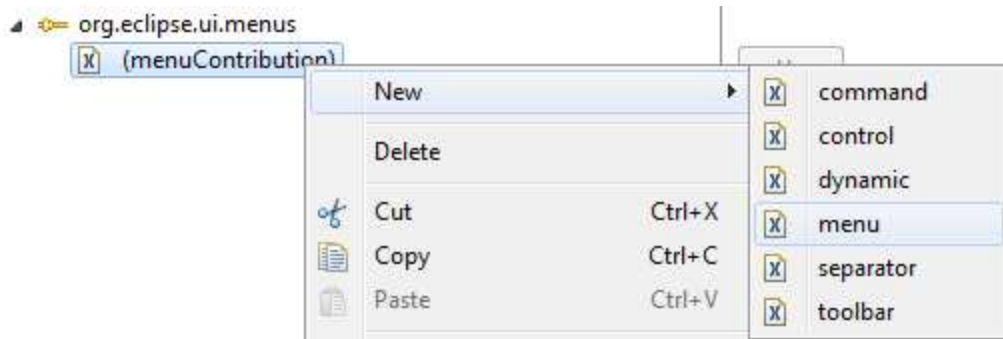 org.eclipse.ui.menus
(menuContribution)
New
command
control
Delete
dynamic
Cut Ctrl+X
menu
Copy Ctrl+C
separator
Paste Ctrl+V
toolbar